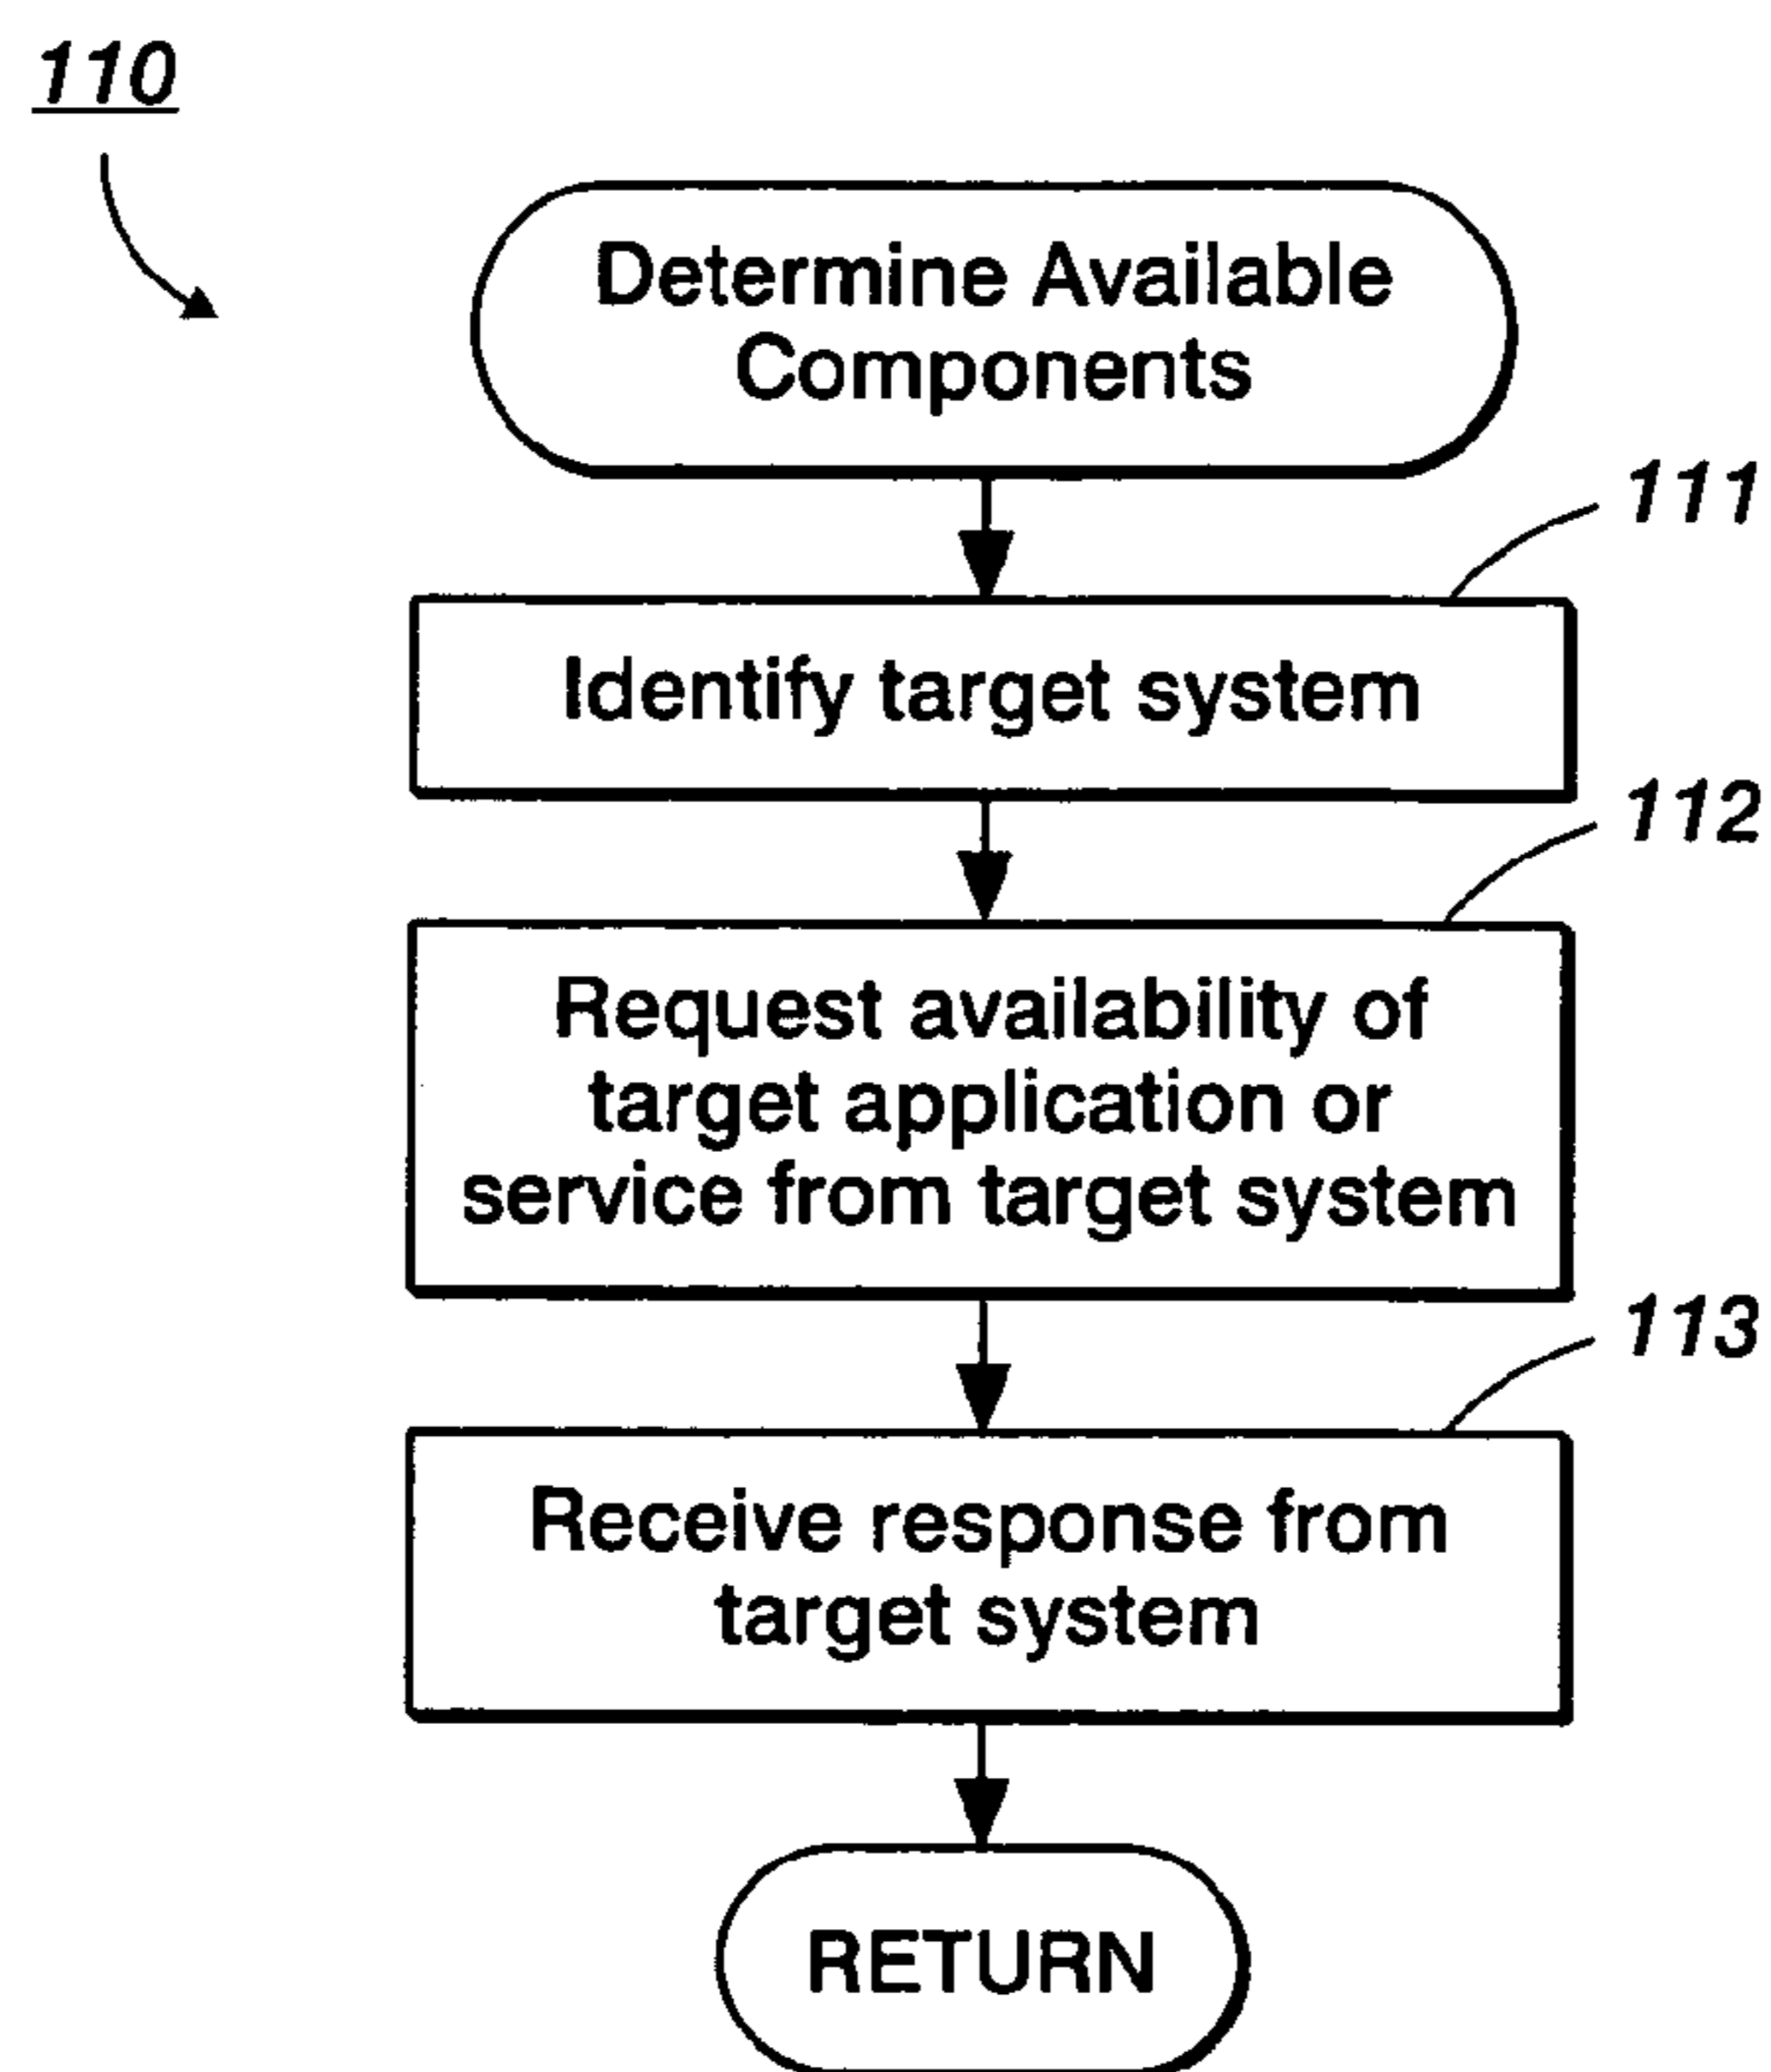 110
Determine Available
Components
111
Identify target system
112
Request availability of
target application or
service from target system
113
Receive response from
target system
RETURN